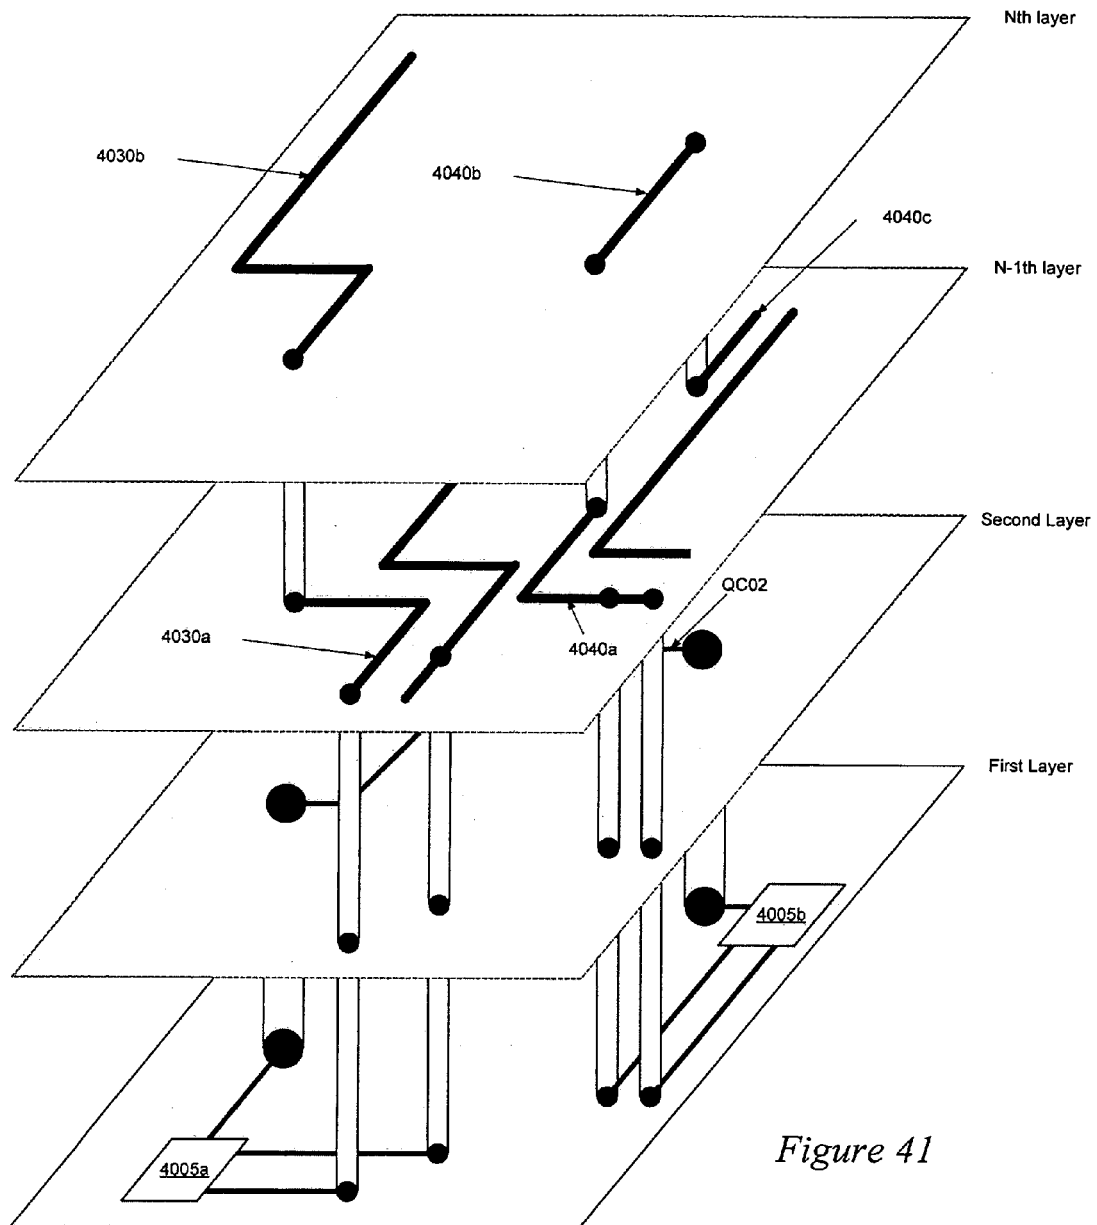 Nth layer
4030b
4040b
4040c
N-1th layer
Second Layer
QC02
4030a
4040a
First Layer
4005b
4005a
Figure 41